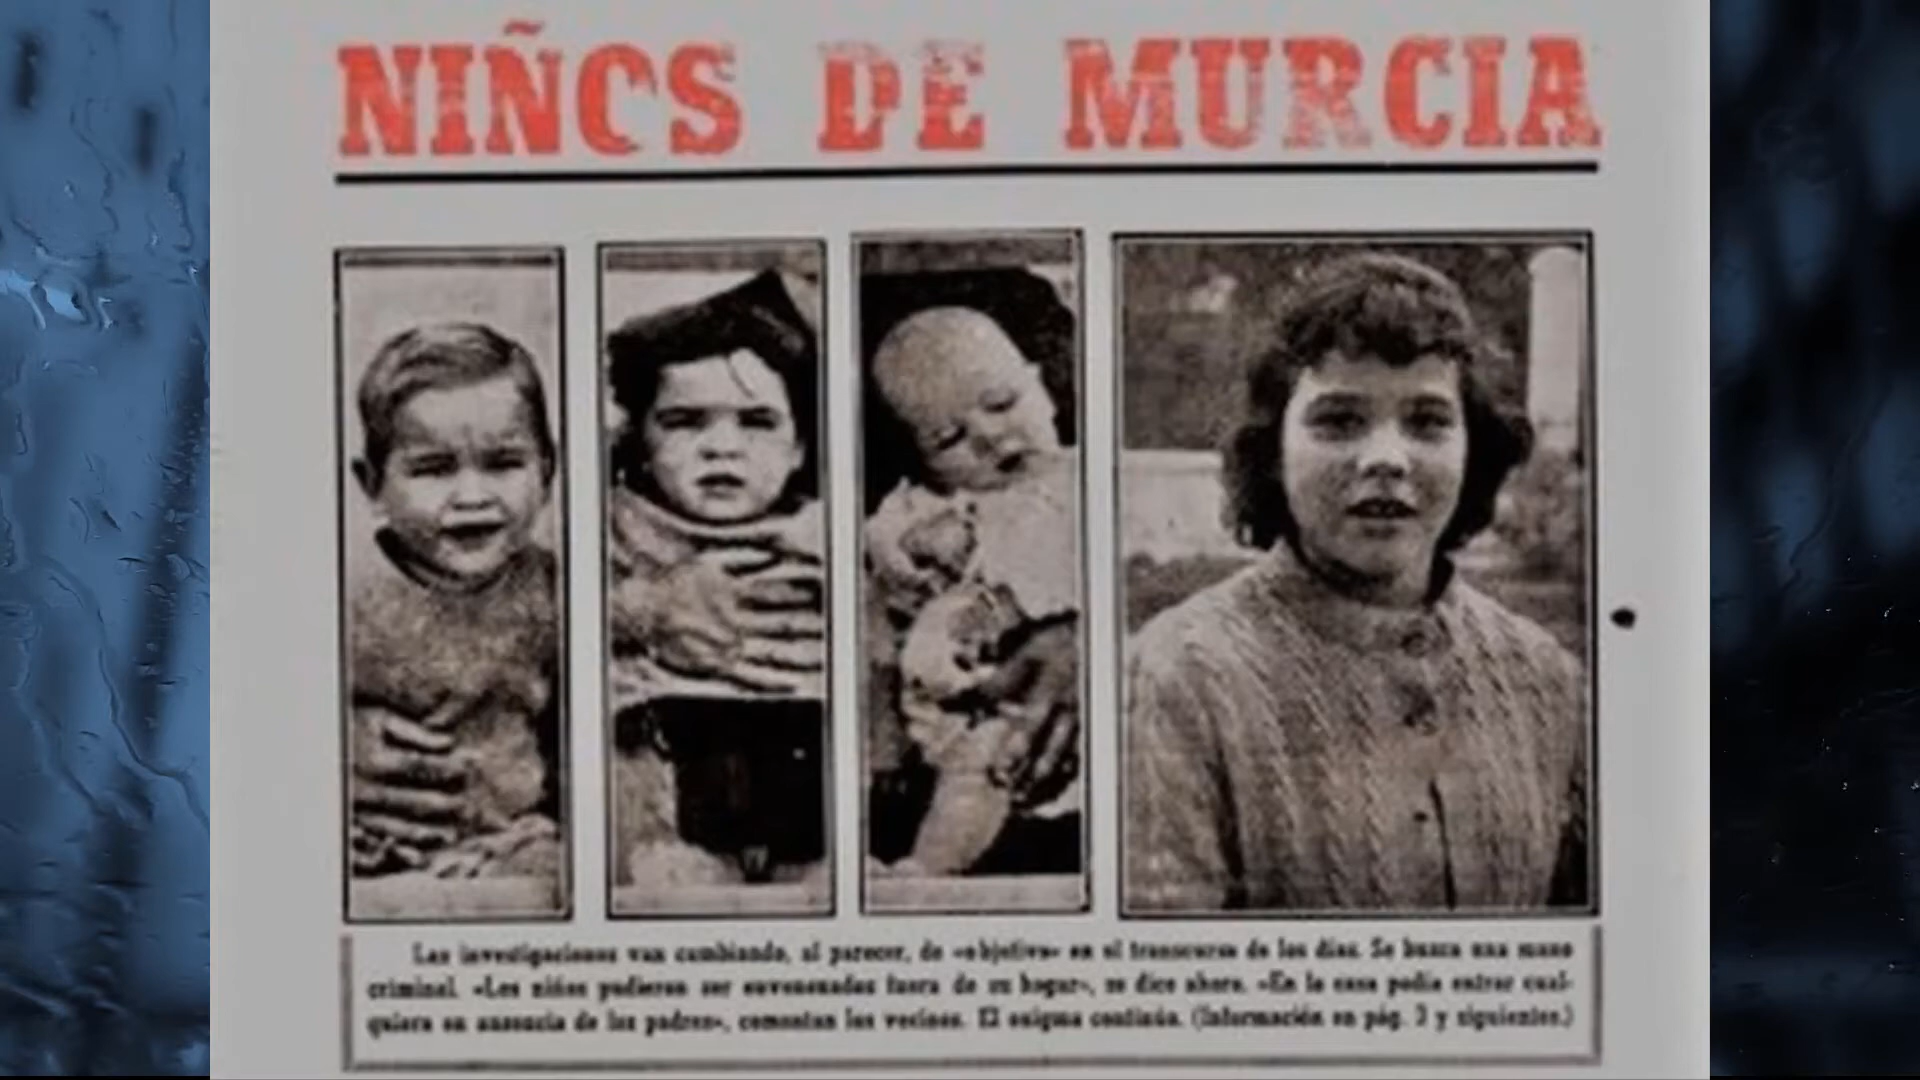 NIÑOS DE MURCIA
Las investigaciones van cambiando, al parecer, de «objetivo» en el transcurso de los días. Se busca una mano
criminal. «Los niños pudieron ser envenenados fuera de su hogar», se dice ahora. «En la casa podía entrar cual-
quiera en ausencia de los padres», comentan los vecinos. El enigma continúa. (Información en pág. 3 y siguientes.)